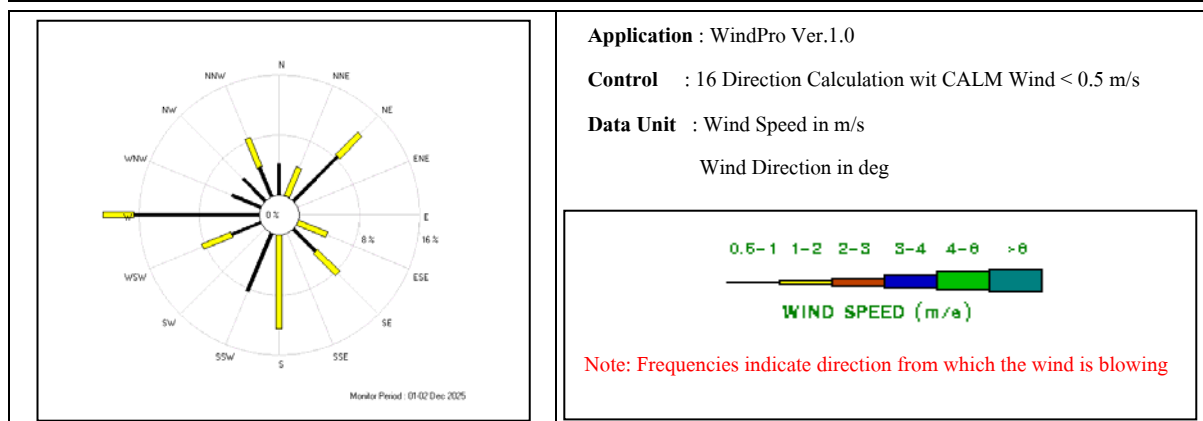 N
NNW
NNE
NW
NE
WNW
ENE
W
0 %
E
8 %
16 %
WSW
ESE
SW
SE
SSW
SSE
S
Monitor Period : 01-02 Dec 2025
Application : WindPro Ver.1.0
Control : 16 Direction Calculation wit CALM Wind < 0.5 m/s
Data Unit : Wind Speed in m/s
Wind Direction in deg
0.5-1 1-2 2-3 3-4 4-6 >6
WIND SPEED (m/s)
Note: Frequencies indicate direction from which the wind is blowing